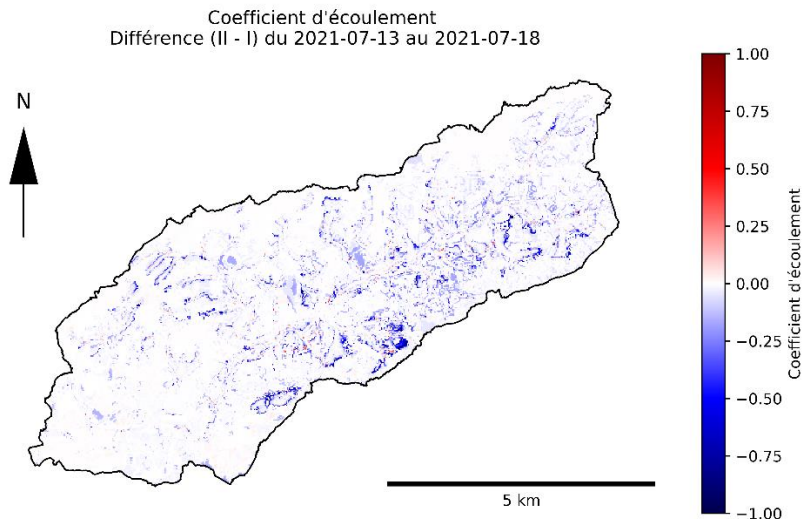 Coefficient d'écoulement
Différence (II - I) du 2021-07-13 au 2021-07-18
N
1.00
0.75
0.50
0.25
0.00
−0.25
−0.50
−0.75
−1.00
Coefficient d'écoulement
5 km